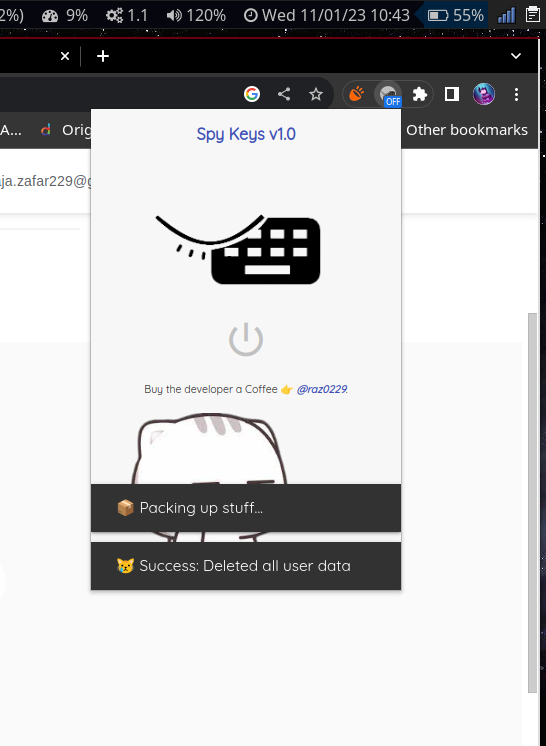 2%) 9% 1.1 120% Wed 11/01/23 10:43 55%
OFF
A... Orig Other bookmarks
ja.zafar229@g
Spy Keys v1.0
Buy the developer a Coffee 👉 @raz0229.
📦 Packing up stuff...
😿 Success: Deleted all user data